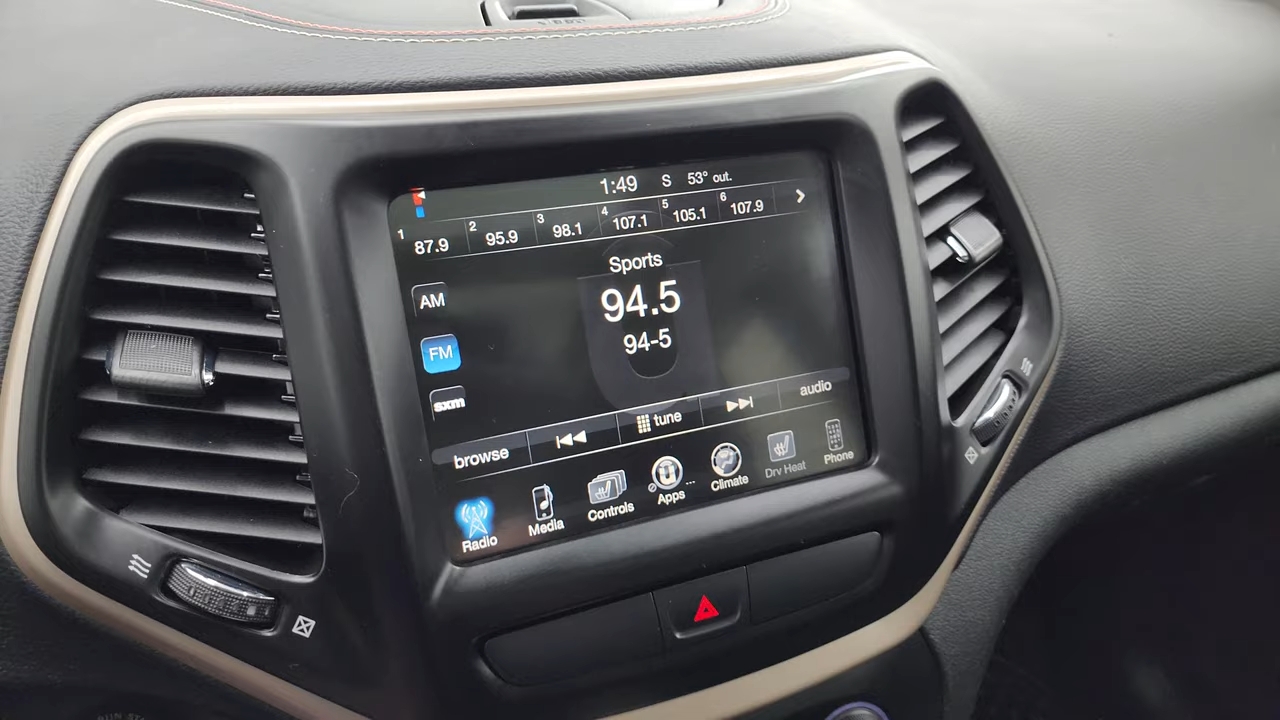 1:49 S 53° out.
1 87.9 2 95.9 3 98.1 4 107.1 5 105.1 6 107.9
Sports
94.5
94-5
AM
FM
sxm
browse tune audio
Radio Media Controls Apps ... Climate Drv Heat Phone